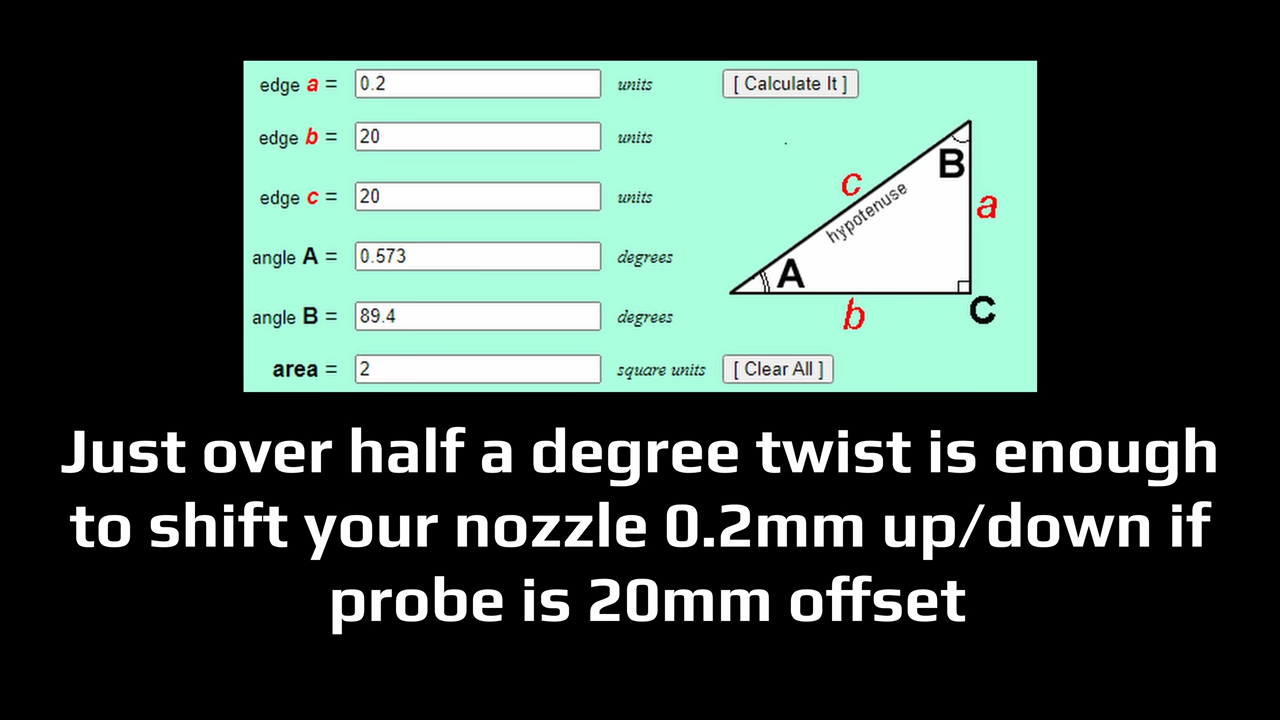 edge a = 0.2 units [ Calculate It ]
edge b = 20 units
edge c = 20 units
angle A = 0.573 degrees
angle B = 89.4 degrees
area = 2 square units [ Clear All ]
B
c
a
hypotenuse
A
b
C
Just over half a degree twist is enough
to shift your nozzle 0.2mm up/down if
probe is 20mm offset